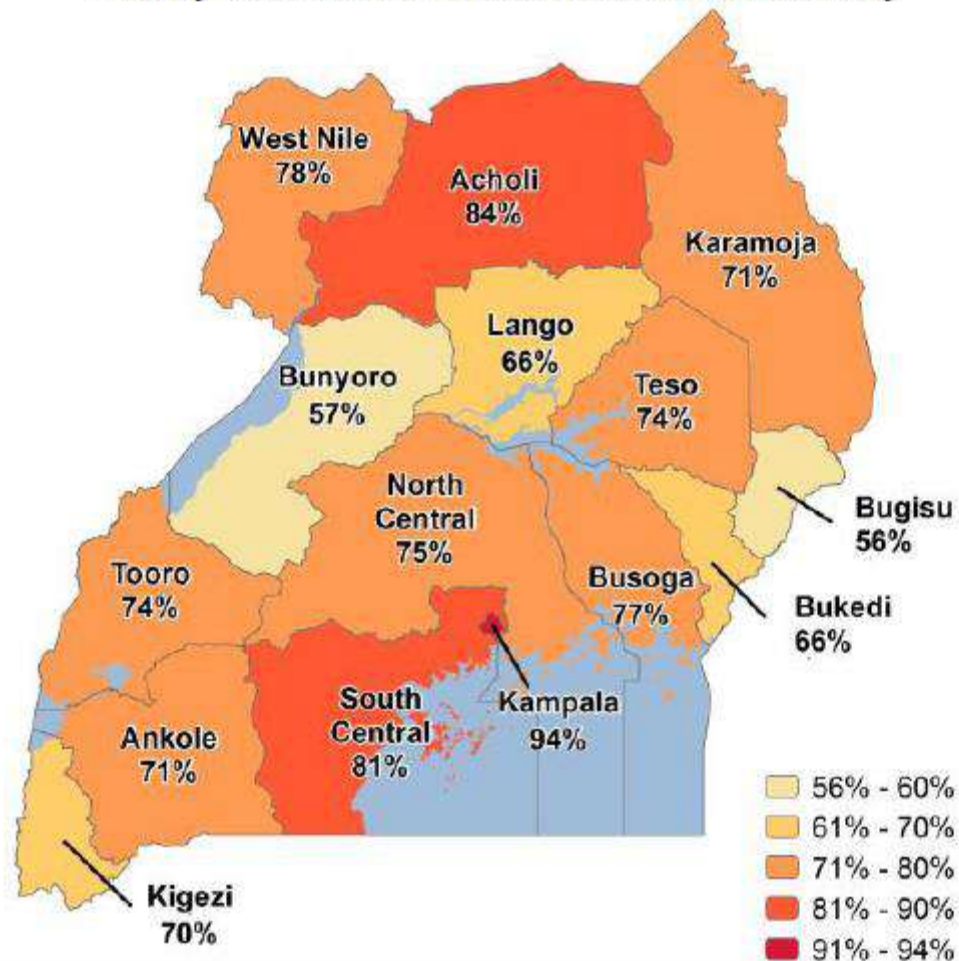 West Nile
78%
Acholi
84%
Karamoja
71%
Lango
66%
Bunyoro
57%
Teso
74%
North
Central
75%
Bugisu
56%
Tooro
74%
Busoga
77%
Bukedi
66%
South
Central
81%
Kampala
94%
Ankole
71%
Kigezi
70%
56% - 60%
61% - 70%
71% - 80%
81% - 90%
91% - 94%